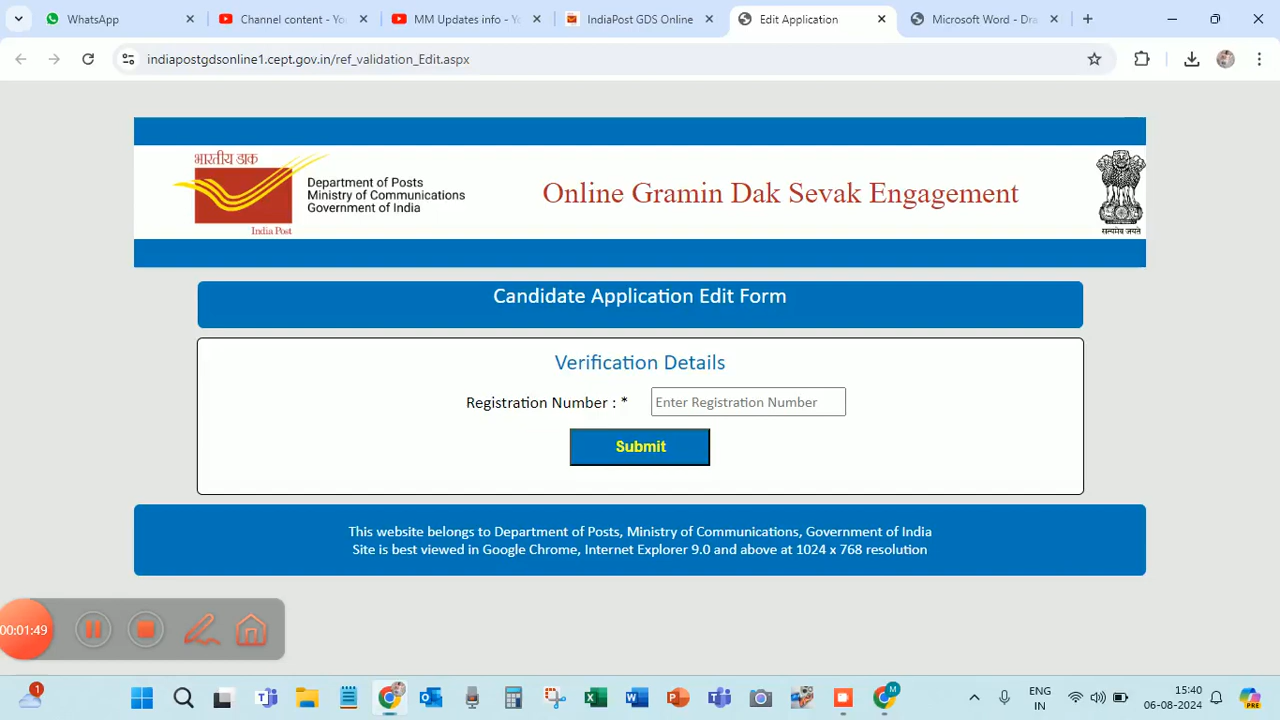 WhatsApp
Channel content - Yo
MM Updates info - Y
IndiaPost GDS Online
Edit Application
Microsoft Word - Dra
indiapostgdsonline1.cept.gov.in/ref_validation_Edit.aspx
भारतीय डाक
Department of Posts
Ministry of Communications
Government of India
India Post
Online Gramin Dak Sevak Engagement
सत्यमेव जयते
Candidate Application Edit Form
Verification Details
Registration Number : *
Enter Registration Number
Submit
This website belongs to Department of Posts, Ministry of Communications, Government of India
Site is best viewed in Google Chrome, Internet Explorer 9.0 and above at 1024 x 768 resolution
00:01:49
1
M
ENG
IN
15:40
06-08-2024
PRE